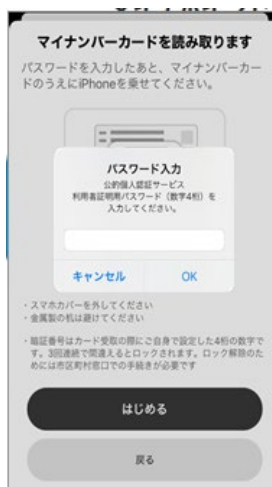 マイナンバーカードを読み取ります
パスワードを入力したあと、マイナンバーカー
ドのうえにiPhoneを乗せてください。
パスワード入力
公的個人認証サービス
利用者証明用パスワード（数字4桁）を
入力してください。
キャンセル
OK
・スマホカバーを外してください
・金属製の机は避けてください
・暗証番号はカード受取の際にご自身で設定した4桁の数字で
す。3回連続で間違えるとロックされます。ロック解除のた
めには市区町村窓口での手続きが必要です
はじめる
戻る